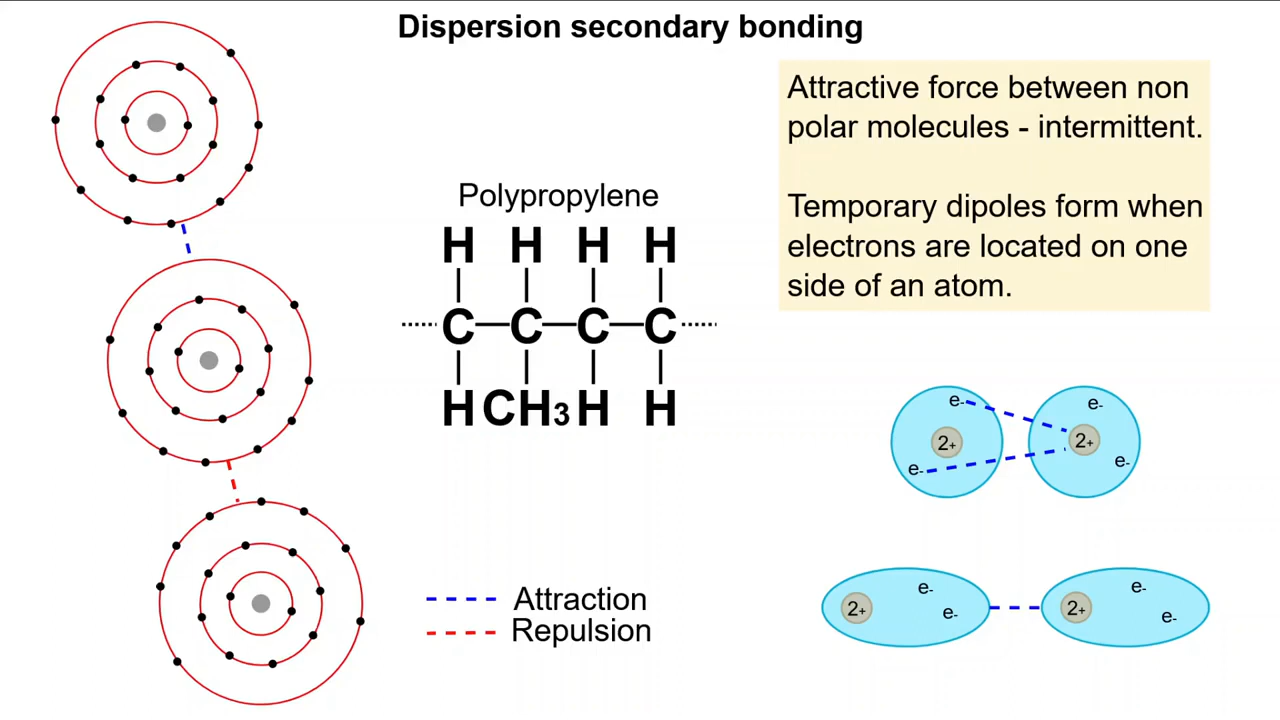 Dispersion secondary bonding
Attractive force between non
polar molecules - intermittent.
Temporary dipoles form when
electrons are located on one
side of an atom.
Polypropylene
H H H H
C C C C
H CH3 H H
e- e-
2+ 2+
e- e-
Attraction
Repulsion
e- e-
2+ e- 2+ e-